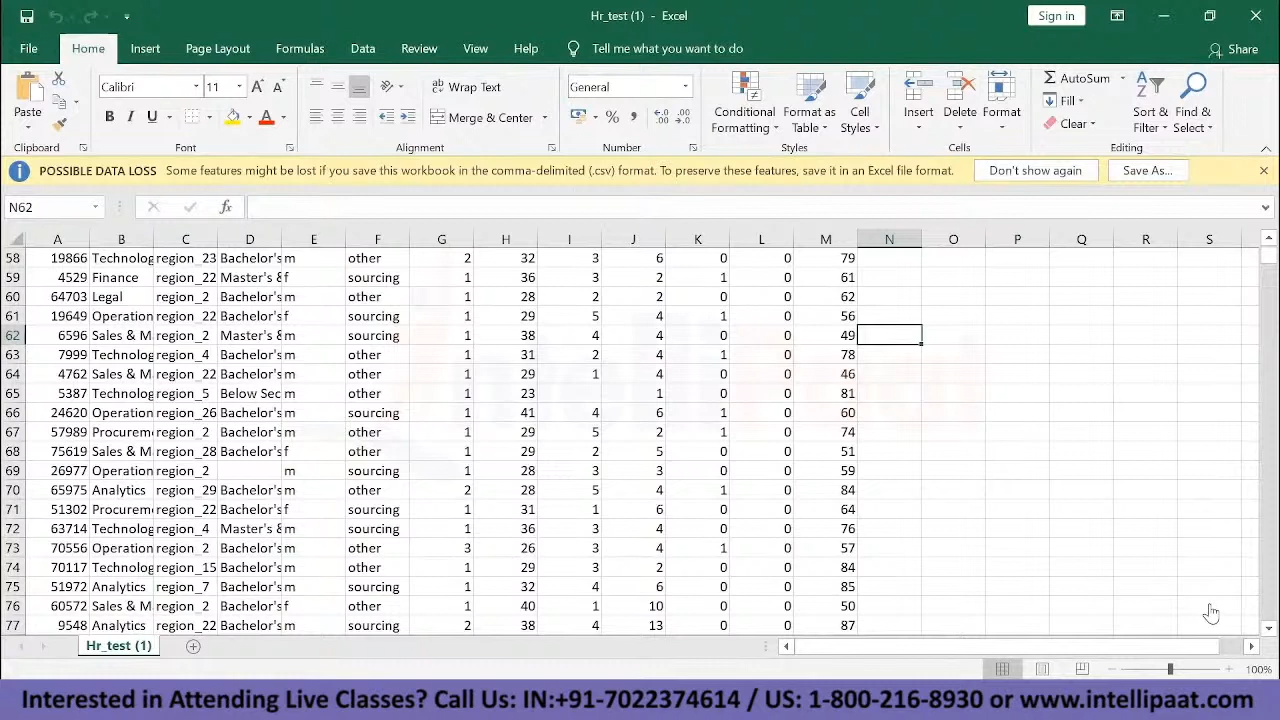 Hr_test (1) - Excel
Sign in
File Home Insert Page Layout Formulas Data Review View Help Tell me what you want to do Share
Paste
Calibri 11
B I U A
Wrap Text
Merge & Center
General
% ,
Conditional Formatting
Format as Table
Cell Styles
Insert Delete Format
AutoSum
Fill
Clear
Sort & Filter
Find & Select
Clipboard Font Alignment Number Styles Cells Editing
POSSIBLE DATA LOSS Some features might be lost if you save this workbook in the comma-delimited (.csv) format. To preserve these features, save it in an Excel file format. Don't show again Save As...
N62 fx
A B C D E F G H I J K L M N O P Q R S
58 19866 Technolog region_23 Bachelor's m other 2 32 3 6 0 0 79
59 4529 Finance region_22 Master's & f sourcing 1 36 3 2 1 0 61
60 64703 Legal region_2 Bachelor's m other 1 28 2 2 0 0 62
61 19649 Operation region_22 Bachelor's m sourcing 1 29 5 4 1 0 56
62 6596 Sales & M region_2 Master's & m sourcing 1 38 4 4 0 0 49
63 7999 Technolog region_4 Bachelor's m other 1 31 2 4 1 0 78
64 4762 Sales & M region_22 Bachelor's m other 1 29 1 4 0 0 46
65 5387 Technolog region_5 Below Sec m other 1 23 1 0 0 81
66 24620 Operation region_26 Bachelor's m sourcing 1 41 4 6 1 0 60
67 57989 Procurem region_2 Bachelor's m other 1 29 5 2 1 0 74
68 75619 Sales & M region_28 Bachelor's f other 1 29 2 5 0 0 51
69 26977 Operation region_2 m sourcing 1 28 3 3 0 0 59
70 65975 Analytics region_29 Bachelor's m other 2 28 5 4 1 0 84
71 51302 Procurem region_22 Bachelor's f sourcing 1 31 1 6 0 0 64
72 63714 Technolog region_4 Master's & m sourcing 1 36 3 4 0 0 76
73 70556 Operation region_2 Bachelor's m other 3 26 3 4 1 0 57
74 70117 Technolog region_15 Bachelor's m other 1 29 3 2 0 0 84
75 51972 Analytics region_7 Bachelor's m sourcing 1 32 4 6 0 0 85
76 60572 Sales & M region_2 Bachelor's f other 1 40 1 10 0 0 50
77 9548 Analytics region_22 Bachelor's m sourcing 2 38 4 13 0 0 87
Hr_test (1)
100%
Interested in Attending Live Classes? Call Us: IN:+91-7022374614 / US: 1-800-216-8930 or www.intellipaat.com